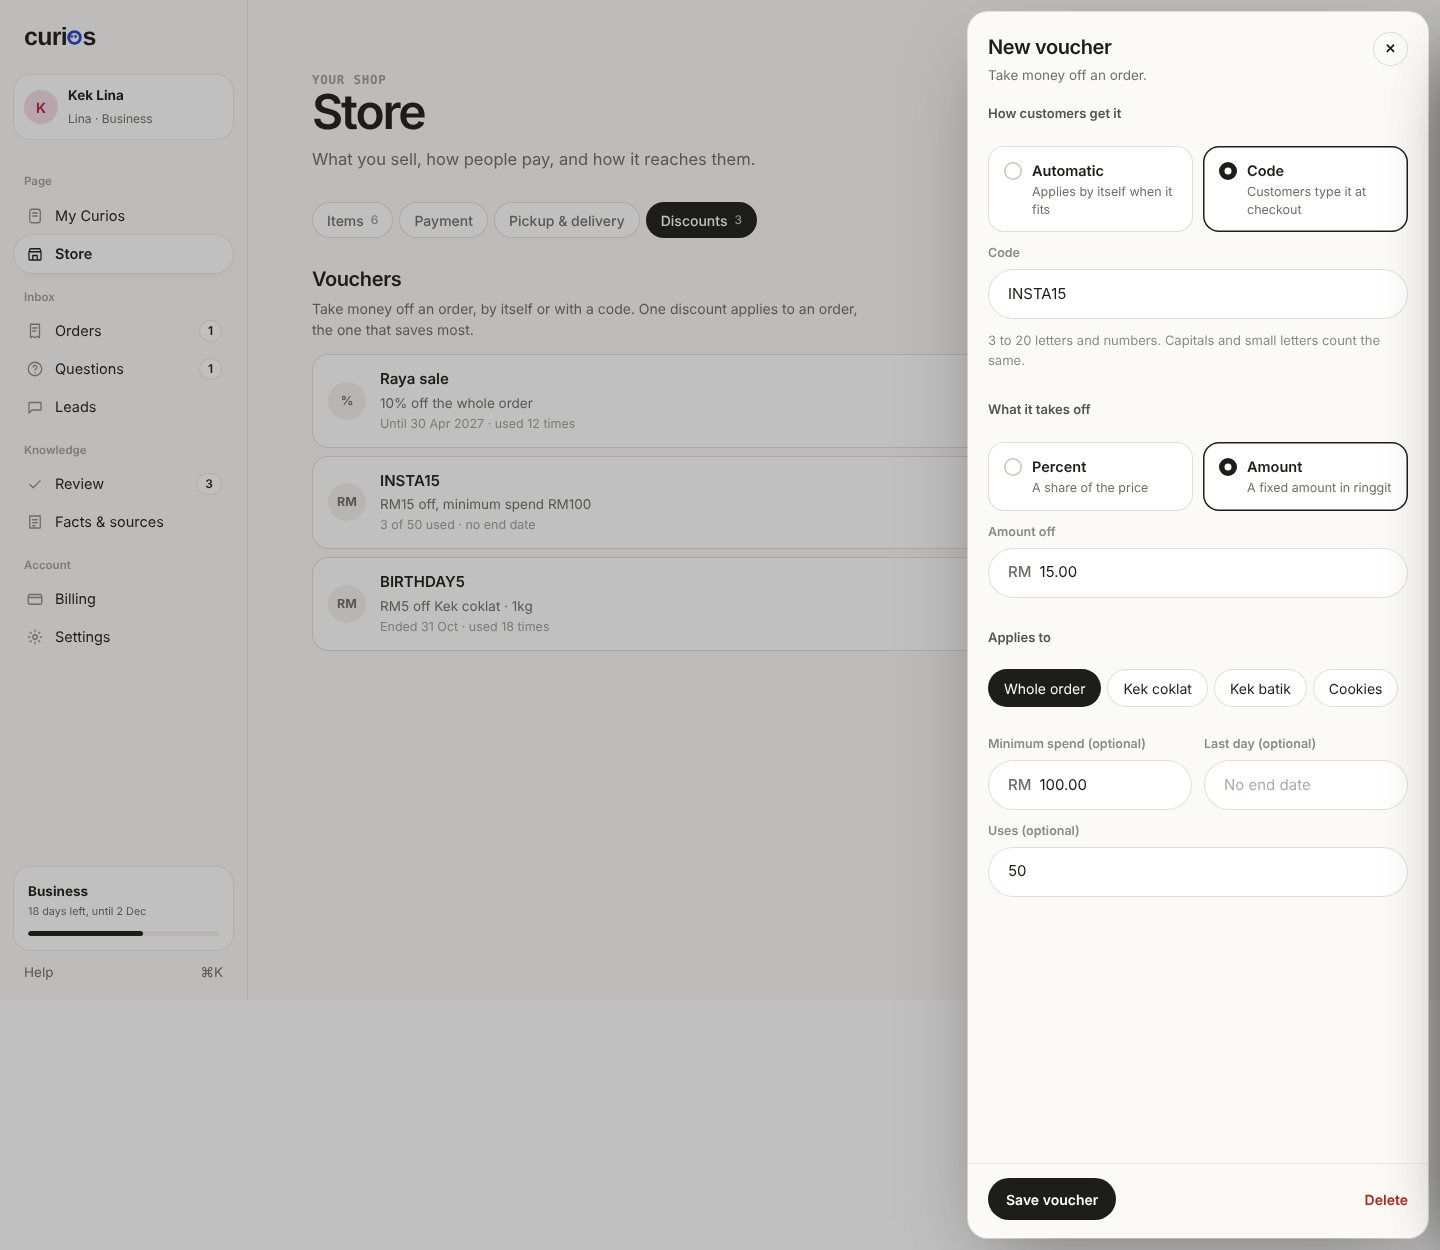 curios
K
Kek Lina
Lina · Business
Page
My Curios
Store
Inbox
Orders 1
Questions 1
Leads
Knowledge
Review 3
Facts & sources
Account
Billing
Settings
Business
18 days left, until 2 Dec
Help ⌘K
YOUR SHOP
Store
What you sell, how people pay, and how it reaches them.
Items 6 Payment Pickup & delivery Discounts 3
Vouchers
Take money off an order, by itself or with a code. One discount applies to an order,
the one that saves most.
%
Raya sale
10% off the whole order
Until 30 Apr 2027 · used 12 times
RM
INSTA15
RM15 off, minimum spend RM100
3 of 50 used · no end date
RM
BIRTHDAY5
RM5 off Kek coklat · 1kg
Ended 31 Oct · used 18 times
New voucher
×
Take money off an order.
How customers get it
Automatic
Applies by itself when it
fits
Code
Customers type it at
checkout
Code
INSTA15
3 to 20 letters and numbers. Capitals and small letters count the
same.
What it takes off
Percent
A share of the price
Amount
A fixed amount in ringgit
Amount off
RM 15.00
Applies to
Whole order Kek coklat Kek batik Cookies
Minimum spend (optional) Last day (optional)
RM 100.00 No end date
Uses (optional)
50
Save voucher Delete